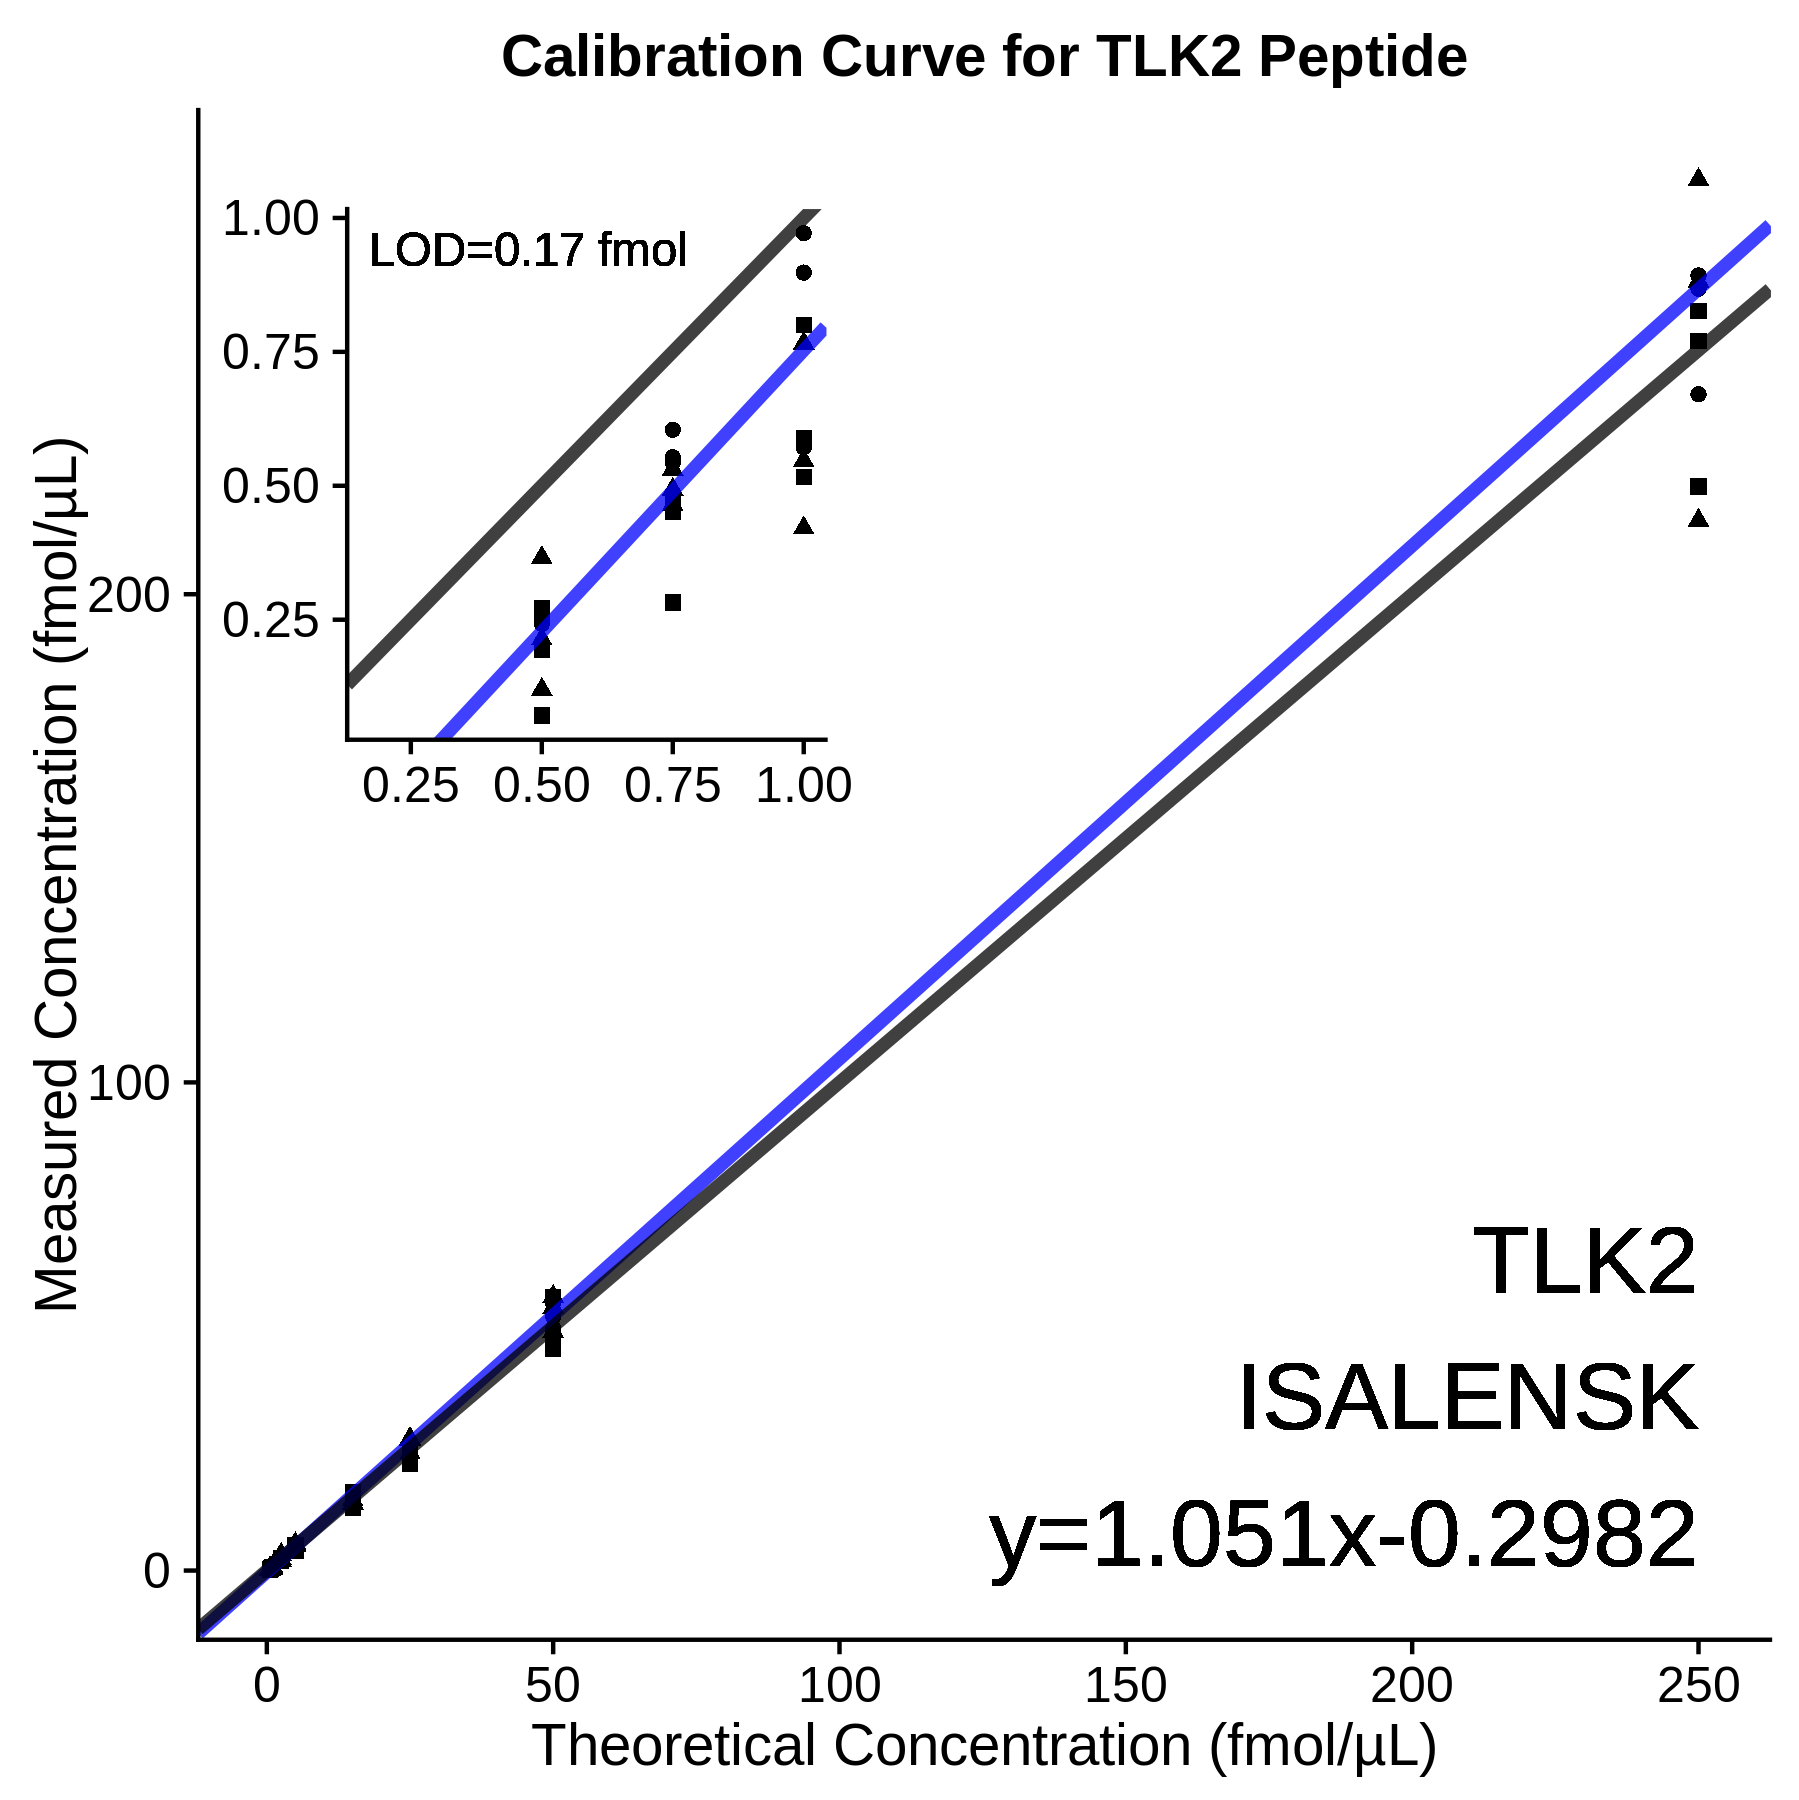 Calibration Curve for TLK2 Peptide
Measured Concentration (fmol/µL)
200
100
0
1.00
0.75
0.50
0.25
LOD=0.17 fmol
0.25 0.50 0.75 1.00
TLK2
ISALENSK
y=1.051x-0.2982
0 50 100 150 200 250
Theoretical Concentration (fmol/µL)